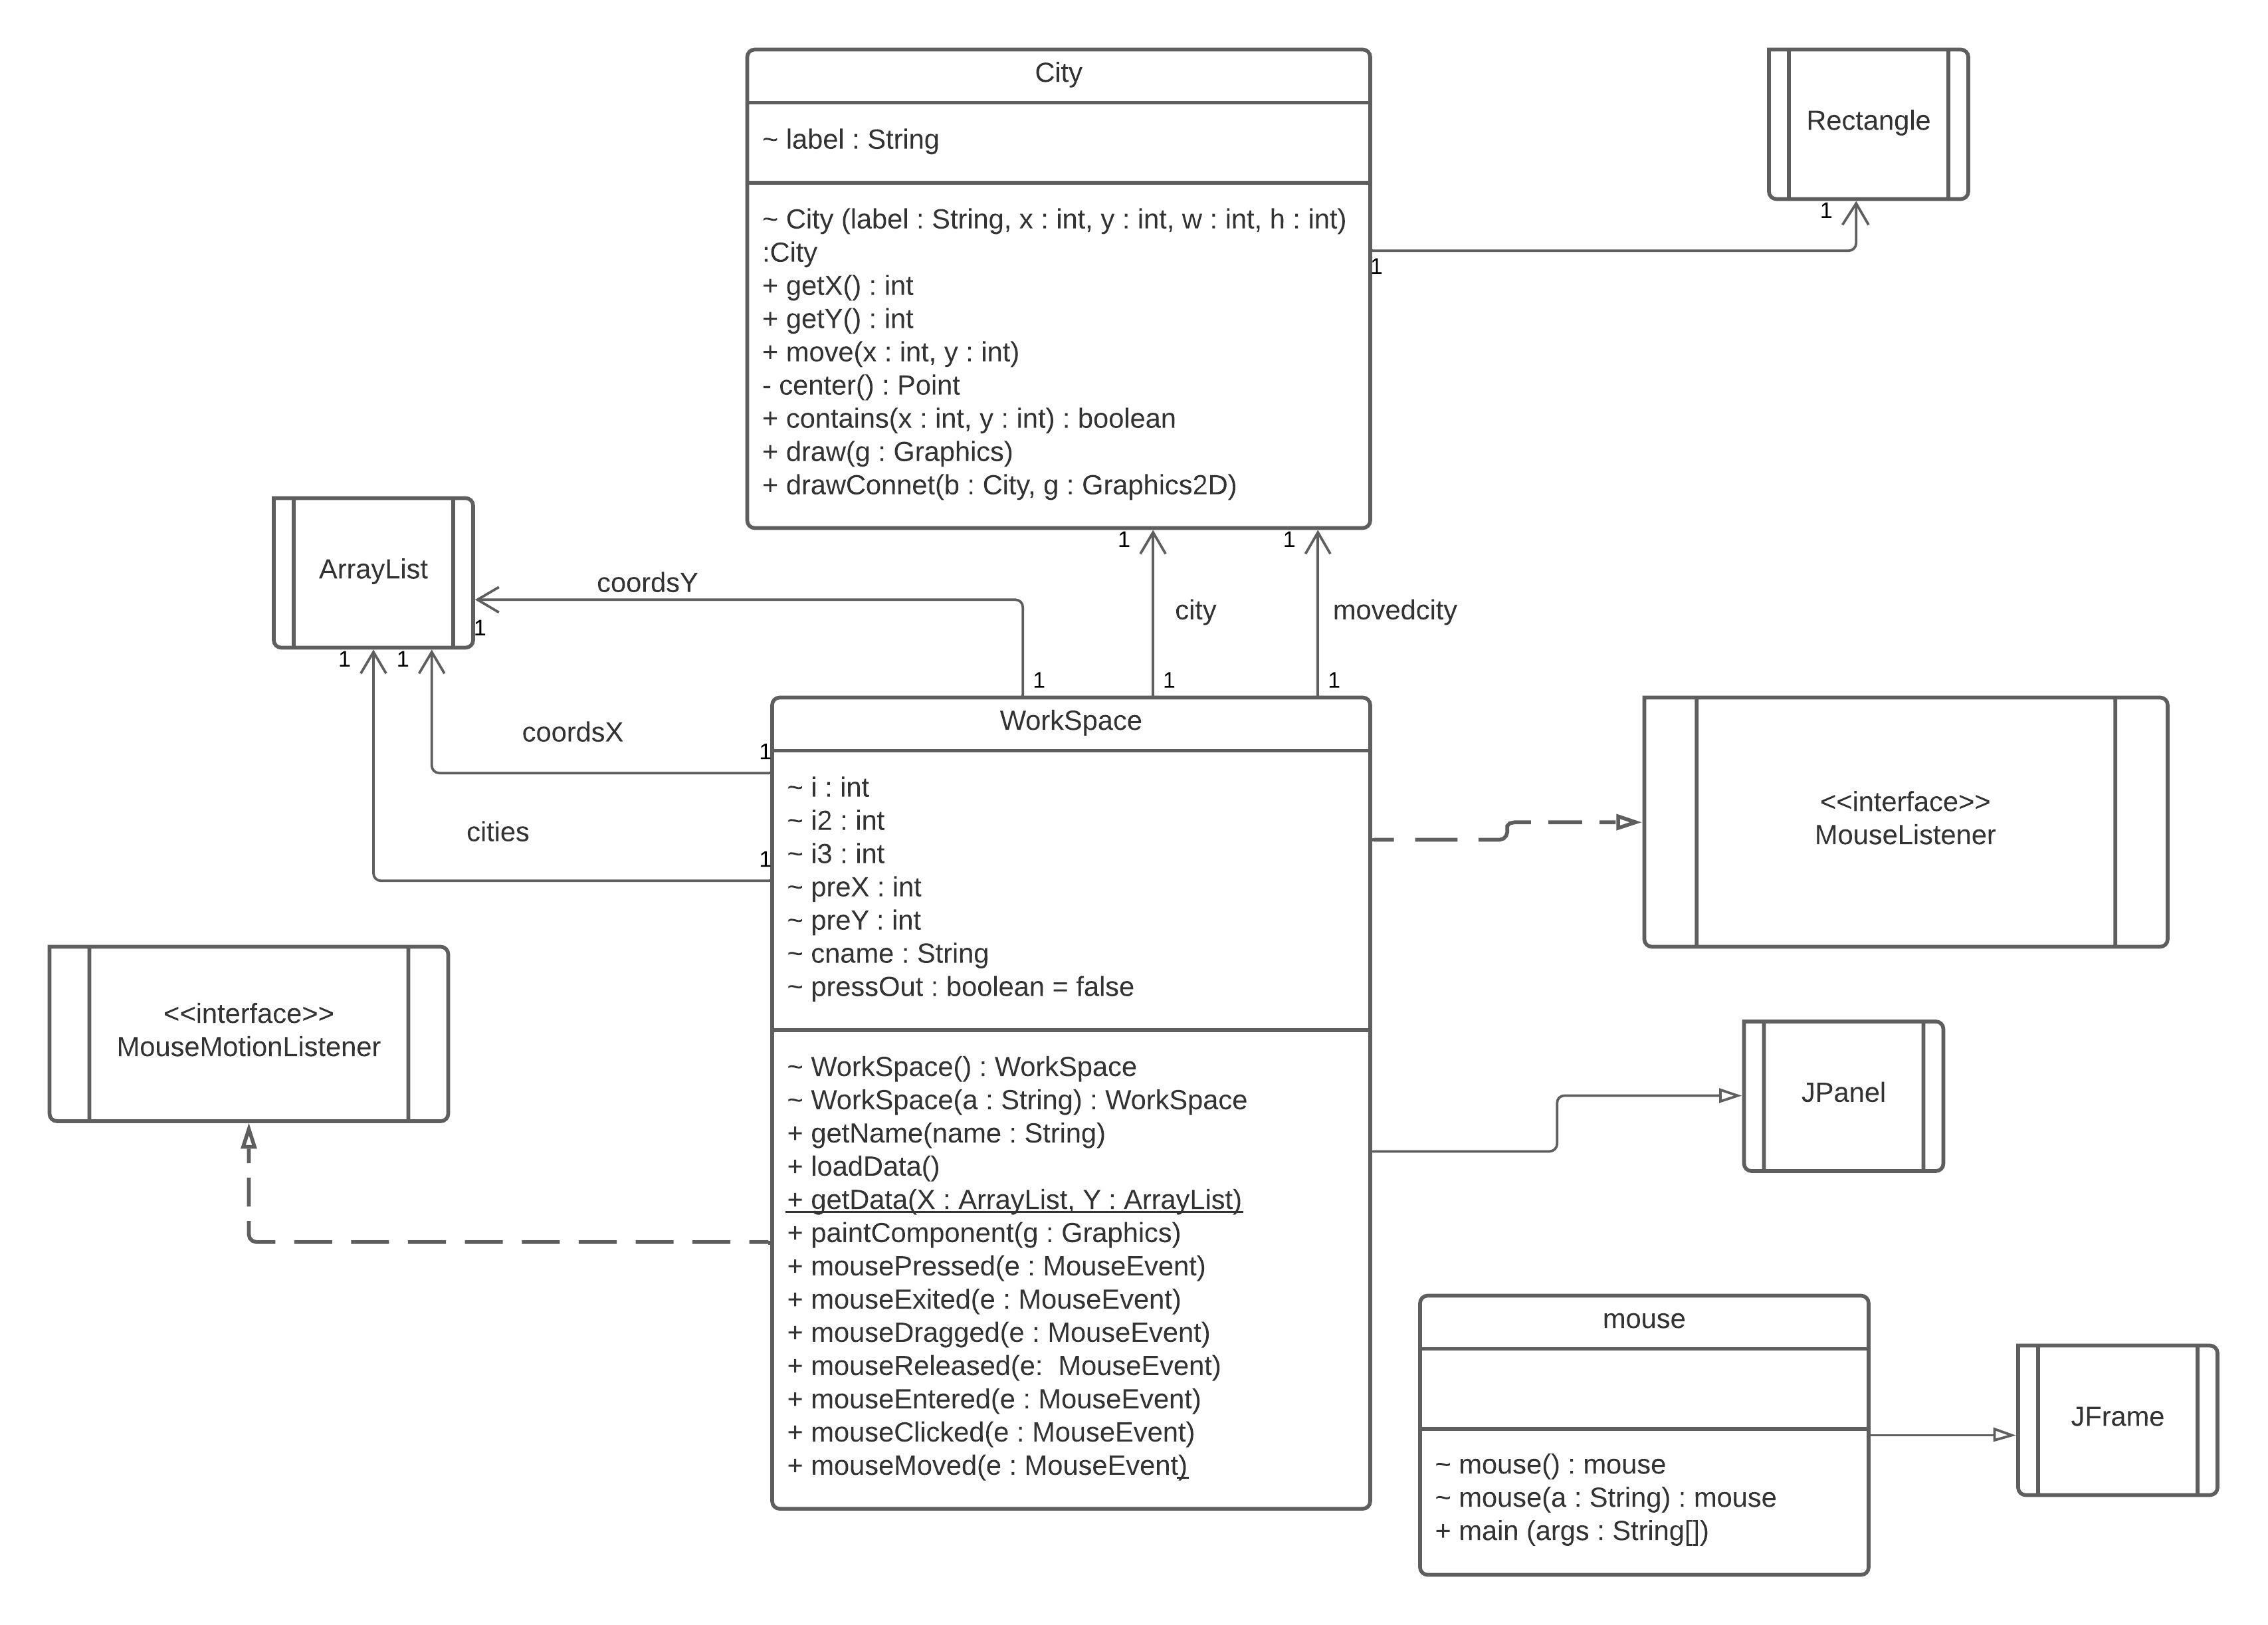 City
~ label : String
~ City (label : String, x : int, y : int, w : int, h : int)
:City
+ getX() : int
+ getY() : int
+ move(x : int, y : int)
- center() : Point
+ contains(x : int, y : int) : boolean
+ draw(g : Graphics)
+ drawConnet(b : City, g : Graphics2D)
Rectangle
1
1
ArrayList
1
1
1
coordsY
1
city
1
1
movedcity
1
1
coordsX
1
cities
1
WorkSpace
~ i : int
~ i2 : int
~ i3 : int
~ preX : int
~ preY : int
~ cname : String
~ pressOut : boolean = false
~ WorkSpace() : WorkSpace
~ WorkSpace(a : String) : WorkSpace
+ getName(name : String)
+ loadData()
+ getData(X : ArrayList, Y : ArrayList)
+ paintComponent(g : Graphics)
+ mousePressed(e : MouseEvent)
+ mouseExited(e : MouseEvent)
+ mouseDragged(e : MouseEvent)
+ mouseReleased(e:  MouseEvent)
+ mouseEntered(e : MouseEvent)
+ mouseClicked(e : MouseEvent)
+ mouseMoved(e : MouseEvent)
<<interface>>
MouseListener
<<interface>>
MouseMotionListener
JPanel
mouse
~ mouse() : mouse
~ mouse(a : String) : mouse
+ main (args : String[])
JFrame